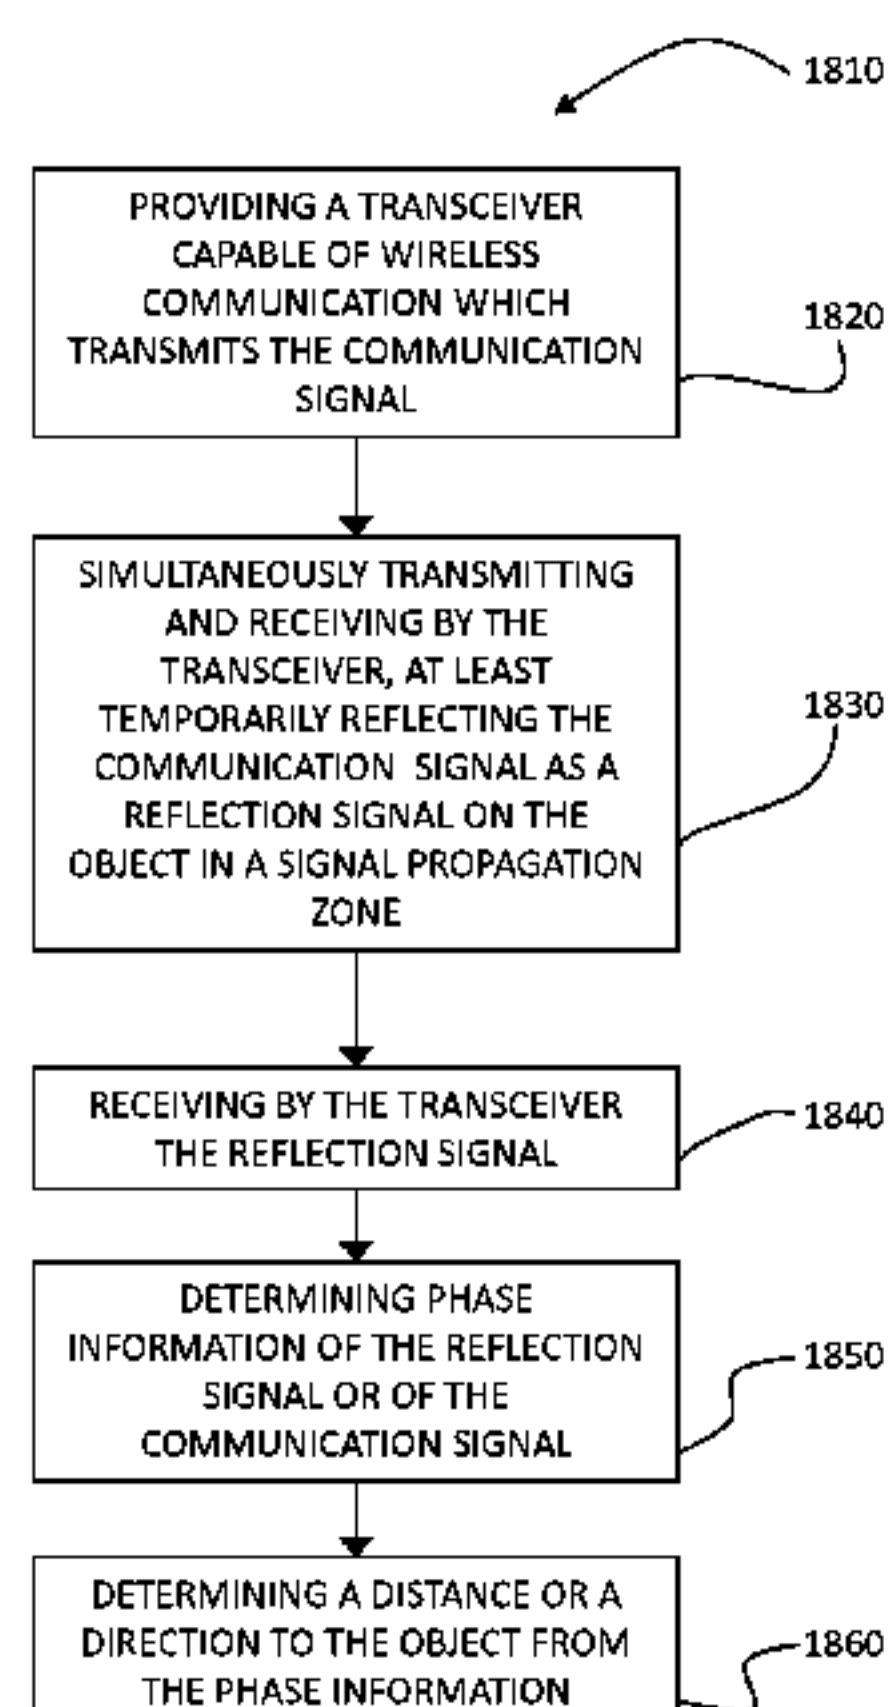 1810
PROVIDING A TRANSCEIVER
CAPABLE OF WIRELESS
COMMUNICATION WHICH
TRANSMITS THE COMMUNICATION
SIGNAL
1820
SIMULTANEOUSLY TRANSMITTING
AND RECEIVING BY THE
TRANSCEIVER, AT LEAST
TEMPORARILY REFLECTING THE
COMMUNICATION SIGNAL AS A
REFLECTION SIGNAL ON THE
OBJECT IN A SIGNAL PROPAGATION
ZONE
1830
RECEIVING BY THE TRANSCEIVER
THE REFLECTION SIGNAL
1840
DETERMINING PHASE
INFORMATION OF THE REFLECTION
SIGNAL OR OF THE
COMMUNICATION SIGNAL
1850
DETERMINING A DISTANCE OR A
DIRECTION TO THE OBJECT FROM
THE PHASE INFORMATION
1860